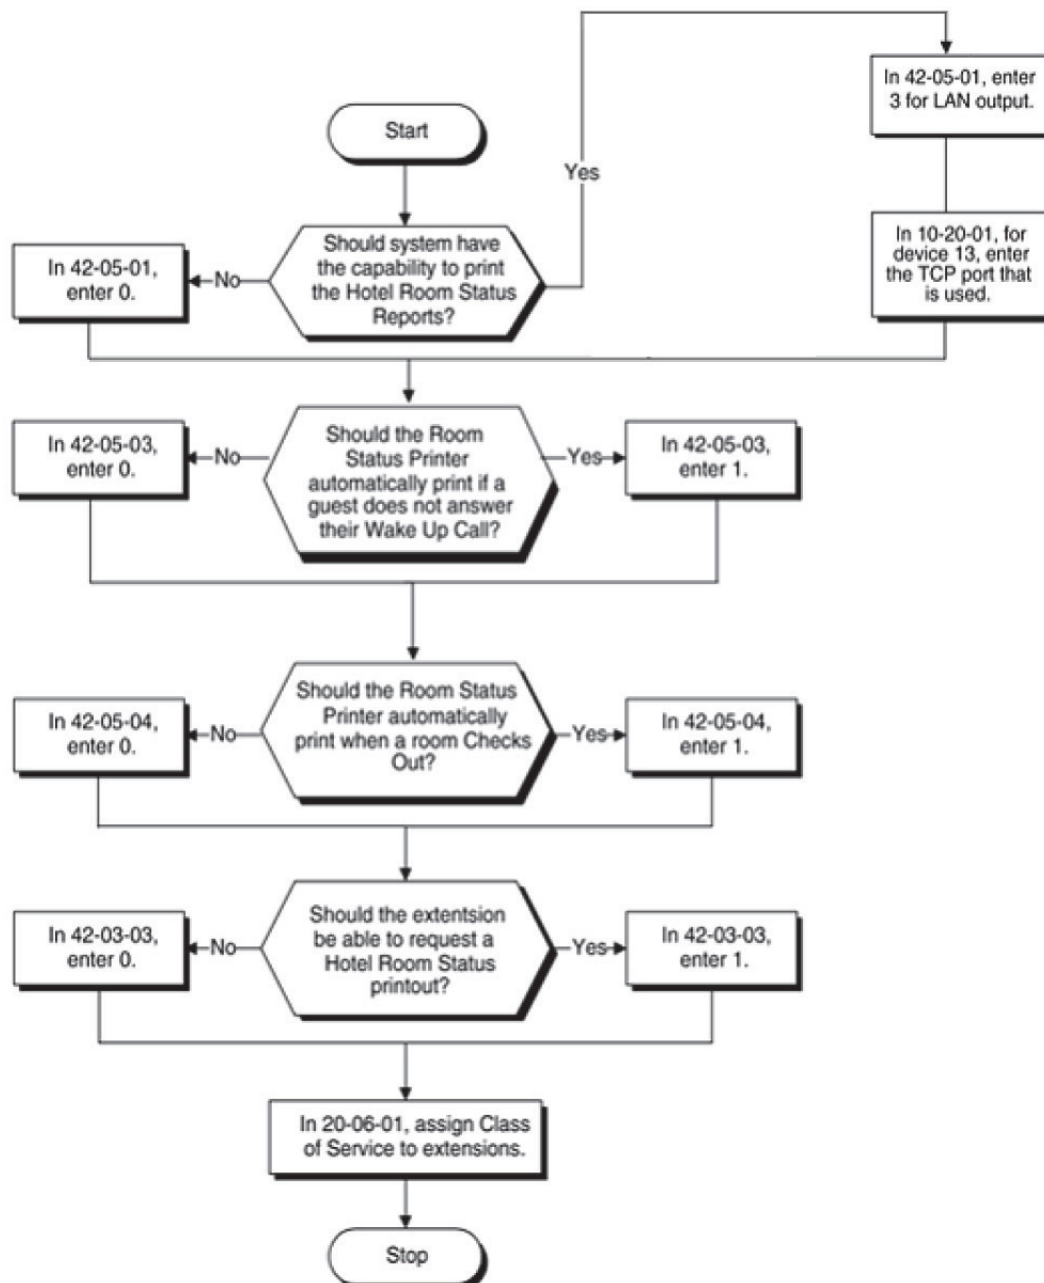 Start
Yes
In 42-05-01, enter
3 for LAN output.
In 10-20-01, for
device 13, enter
the TCP port that
is used.
Should system have
the capability to print
the Hotel Room Status
Reports?
No
In 42-05-01,
enter 0.
Should the Room
Status Printer
automatically print if a
guest does not answer
their Wake Up Call?
No
In 42-05-03,
enter 0.
Yes
In 42-05-03,
enter 1.
Should the Room Status
Printer automatically
print when a room Checks
Out?
No
In 42-05-04,
enter 0.
Yes
In 42-05-04,
enter 1.
Should the extentsion
be able to request a
Hotel Room Status
printout?
No
In 42-03-03,
enter 0.
Yes
In 42-03-03,
enter 1.
In 20-06-01, assign Class
of Service to extensions.
Stop